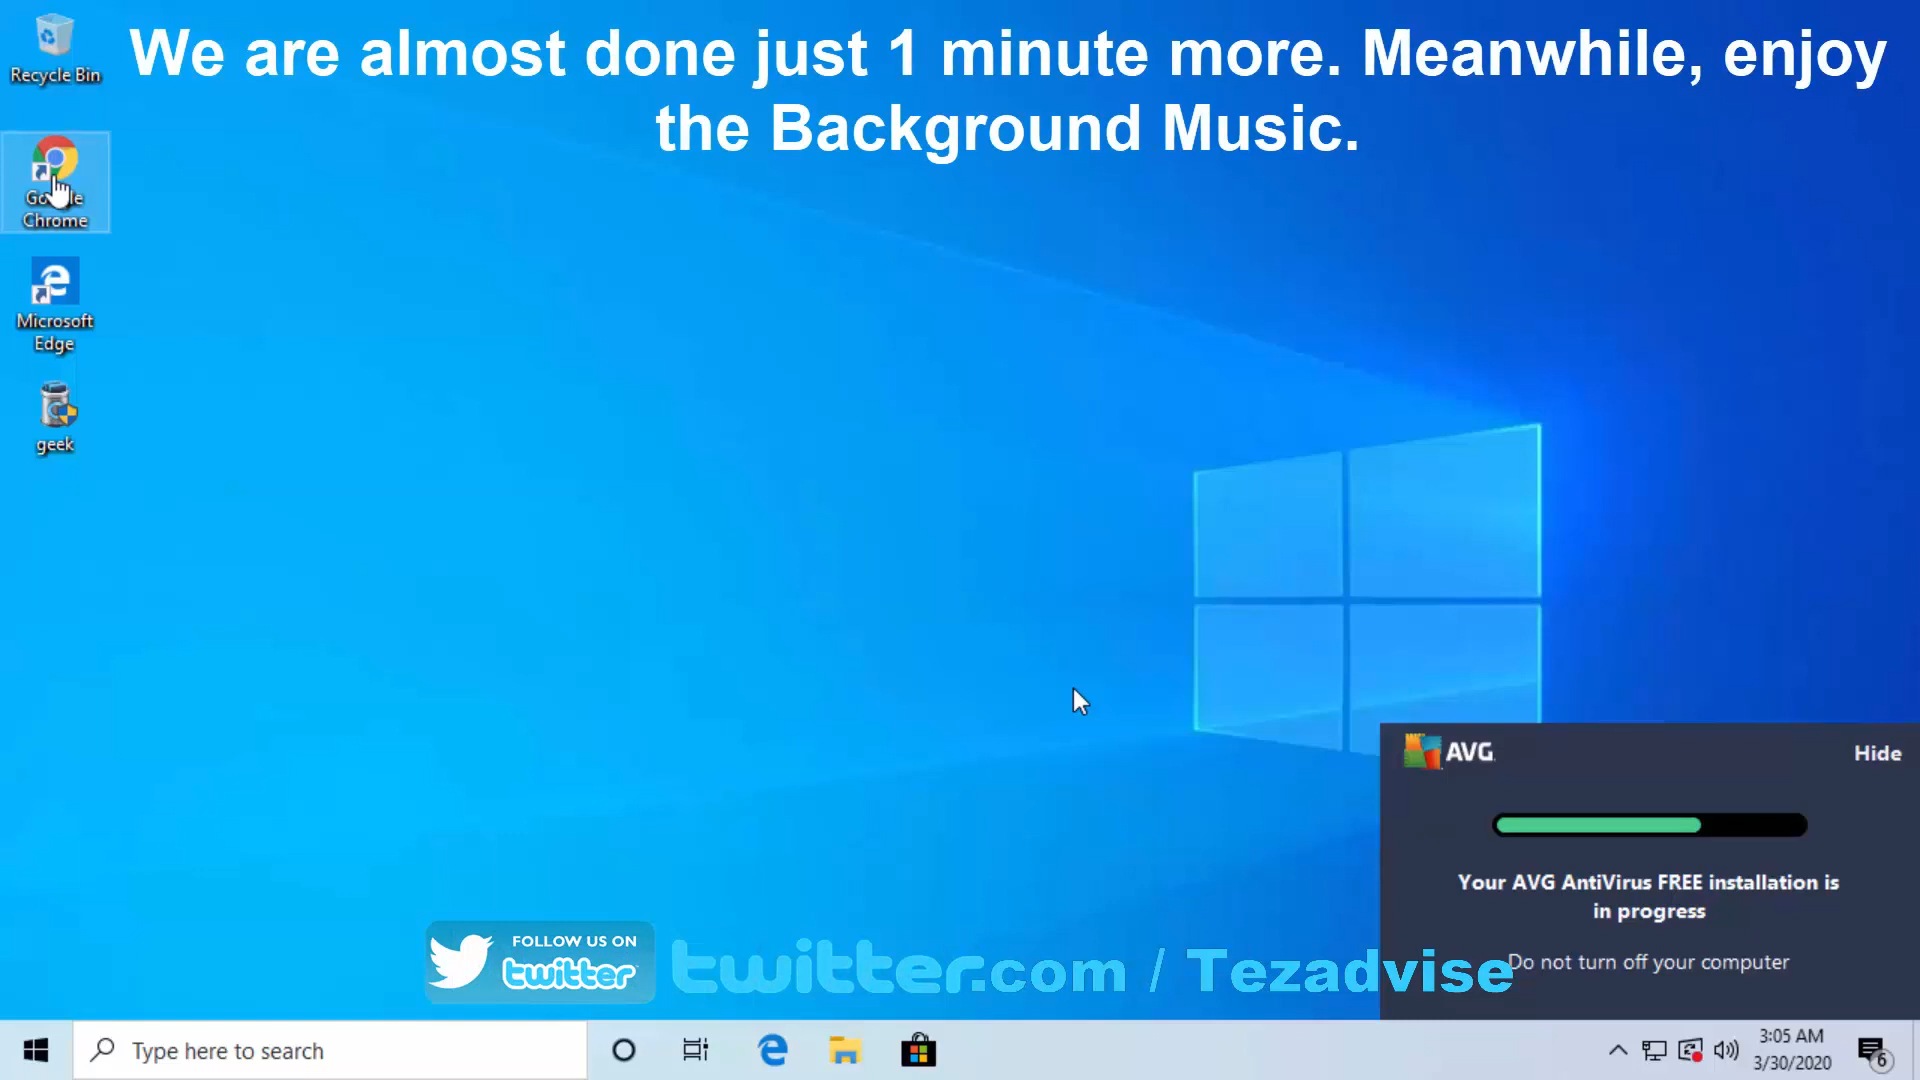 We are almost done just 1 minute more. Meanwhile, enjoy
the Background Music.
Recycle Bin
Google
Chrome
Microsoft
Edge
geek
AVG
Hide
Your AVG AntiVirus FREE installation is
in progress
Do not turn off your computer
FOLLOW US ON
twitter
twitter.com / Tezadvise
Type here to search
3:05 AM
3/30/2020
6